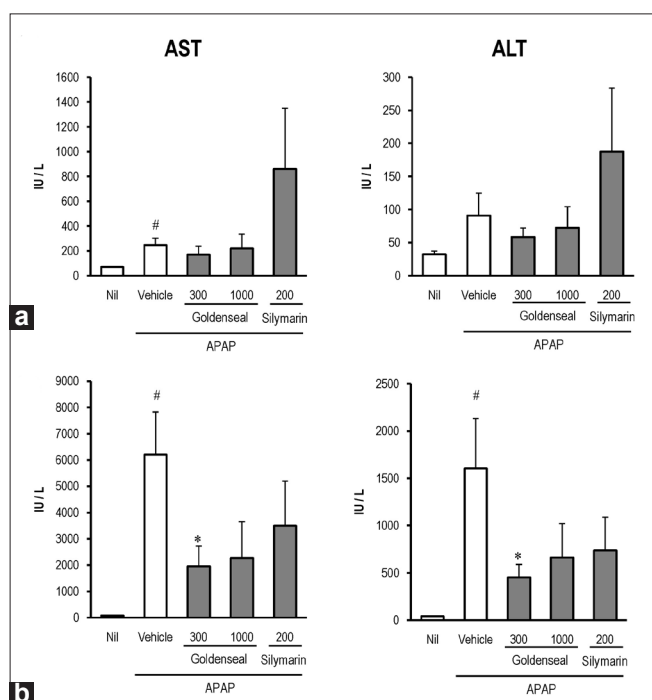 AST
ALT
1600
1400
1200
1000
800
600
400
200
0
IU / L
#
Nil
Vehicle
300
1000
200
Goldenseal
Silymarin
APAP
300
250
200
150
100
50
0
IU / L
Nil
Vehicle
300
1000
200
Goldenseal
Silymarin
APAP
a
9000
8000
7000
6000
5000
4000
3000
2000
1000
0
IU / L
#
*
Nil
Vehicle
300
1000
200
Goldenseal
Silymarin
APAP
2500
2000
1500
1000
500
0
IU / L
#
*
Nil
Vehicle
300
1000
200
Goldenseal
Silymarin
APAP
b